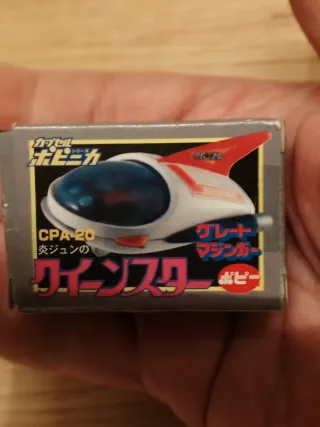 カプセル
シリーズ
ポピニカ
CPA-20
炎ジュンの
グレート
マジンガー
クイーンスター
ポピー